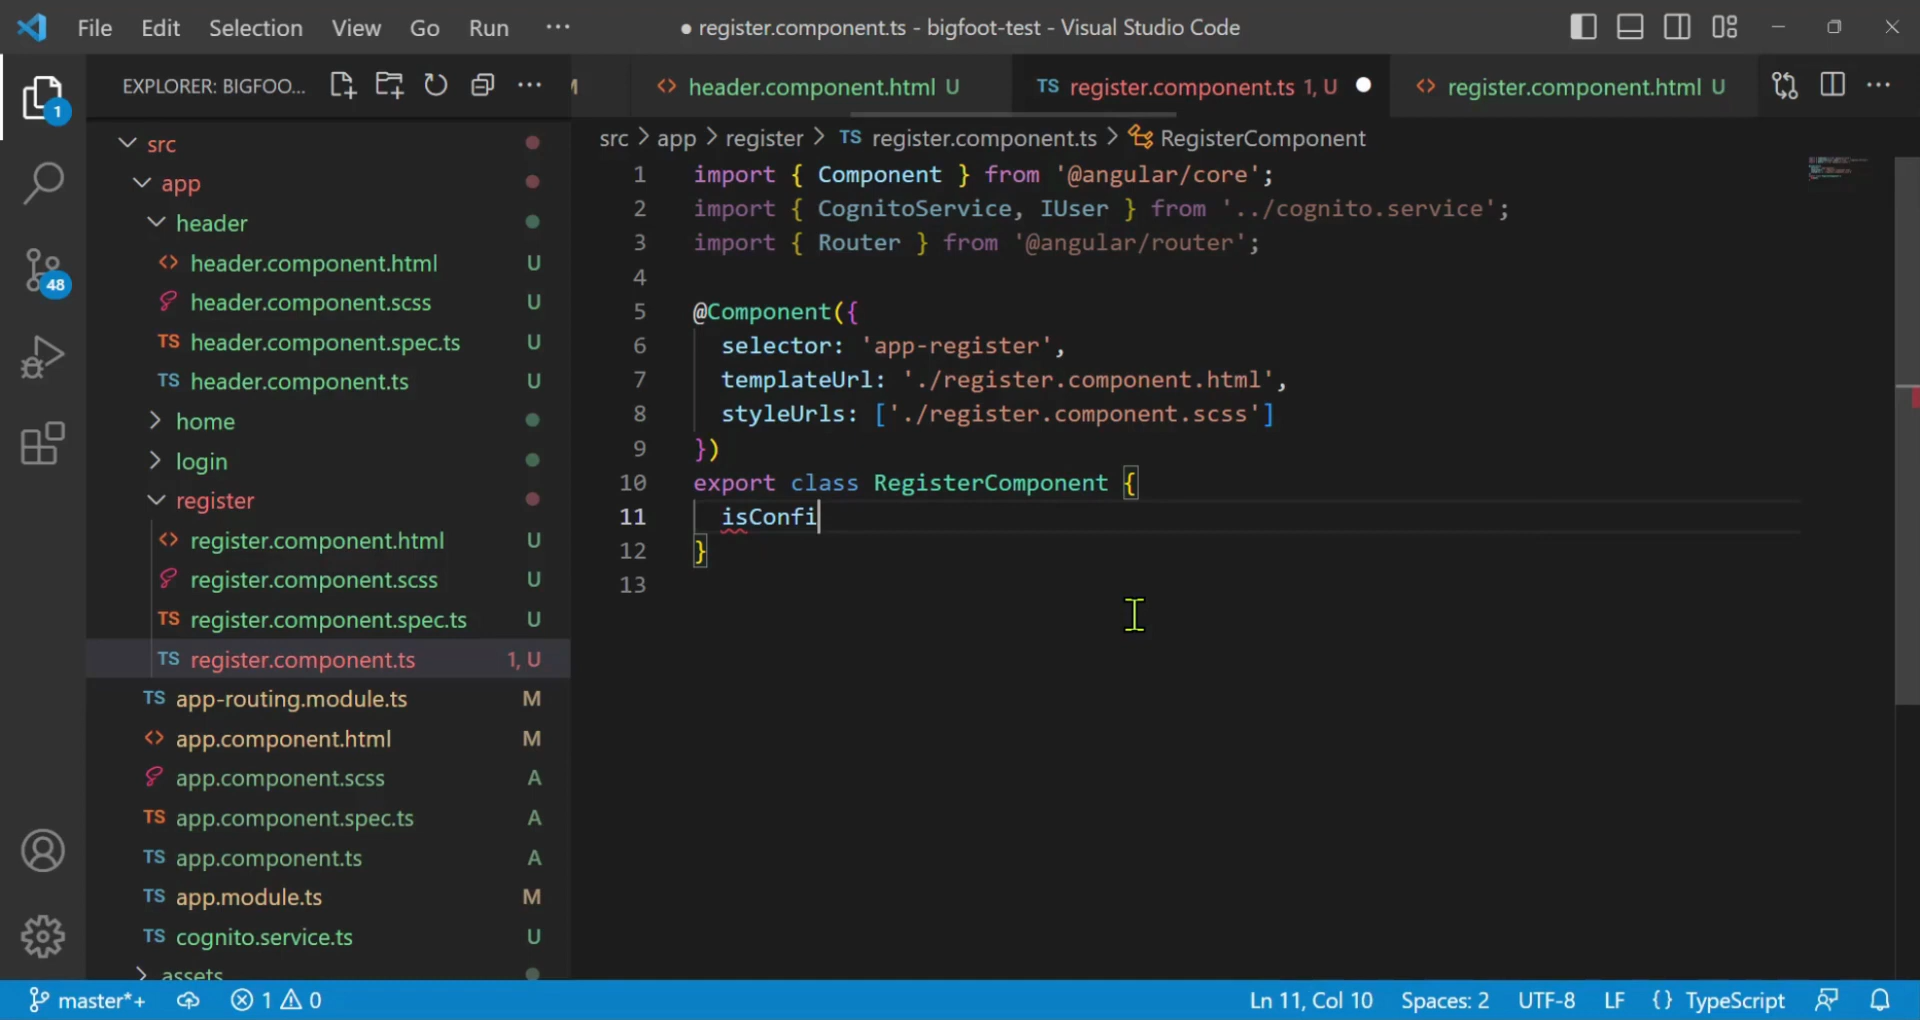 File Edit Selection View Go Run ···
● register.component.ts - bigfoot-test - Visual Studio Code
EXPLORER: BIGFOO... ···
M
header.component.html U
TS register.component.ts 1, U
register.component.html U
···
src > app > register > TS register.component.ts > RegisterComponent
1
48
src
app
header
header.component.html U
header.component.scss U
TS header.component.spec.ts U
TS header.component.ts U
home
login
register
register.component.html U
register.component.scss U
TS register.component.spec.ts U
TS register.component.ts 1, U
TS app-routing.module.ts M
app.component.html M
app.component.scss A
TS app.component.spec.ts A
TS app.component.ts A
TS app.module.ts M
TS cognito.service.ts U
assets
1 import { Component } from '@angular/core';
2 import { CognitoService, IUser } from '../cognito.service';
3 import { Router } from '@angular/router';
4
5 @Component({
6 selector: 'app-register',
7 templateUrl: './register.component.html',
8 styleUrls: ['./register.component.scss']
9 })
10 export class RegisterComponent {
11 isConfi
12 }
13
master*+ 1 0
Ln 11, Col 10 Spaces: 2 UTF-8 LF {} TypeScript